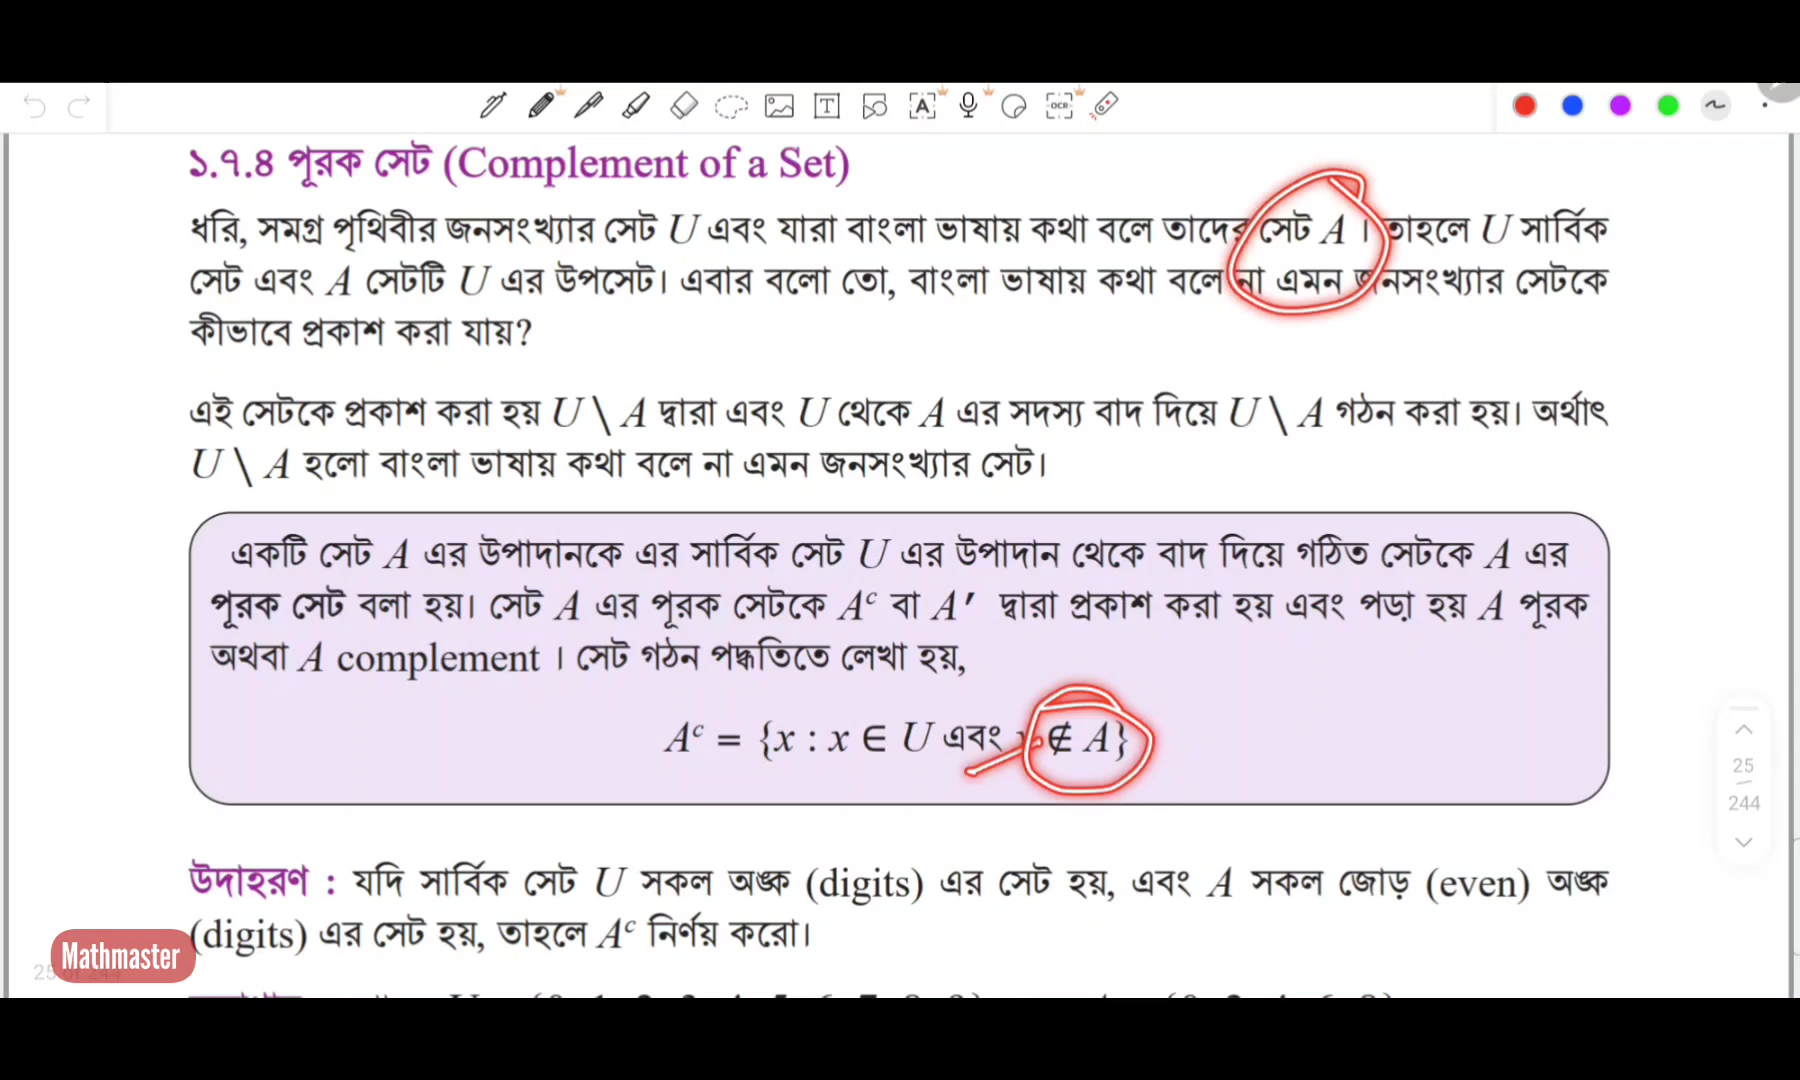 ১.৭.৪ পূরক সেট (Complement of a Set)
ধরি, সমগ্র পৃথিবীর জনসংখ্যার সেট U এবং যারা বাংলা ভাষায় কথা বলে তাদের সেট A । তাহলে U সার্বিক
সেট এবং A সেটটি U এর উপসেট। এবার বলো তো, বাংলা ভাষায় কথা বলে না এমন জনসংখ্যার সেটকে
কীভাবে প্রকাশ করা যায়?
এই সেটকে প্রকাশ করা হয় U \ A দ্বারা এবং U থেকে A এর সদস্য বাদ দিয়ে U \ A গঠন করা হয়। অর্থাৎ
U \ A হলো বাংলা ভাষায় কথা বলে না এমন জনসংখ্যার সেট।
একটি সেট A এর উপাদানকে এর সার্বিক সেট U এর উপাদান থেকে বাদ দিয়ে গঠিত সেটকে A এর
পূরক সেট বলা হয়। সেট A এর পূরক সেটকে Aᶜ বা A′ দ্বারা প্রকাশ করা হয় এবং পড়া হয় A পূরক
অথবা A complement । সেট গঠন পদ্ধতিতে লেখা হয়,
Aᶜ = {x : x ∈ U এবং ∉ A}
উদাহরণ : যদি সার্বিক সেট U সকল অঙ্ক (digits) এর সেট হয়, এবং A সকল জোড় (even) অঙ্ক
(digits) এর সেট হয়, তাহলে Aᶜ নির্ণয় করো।
Mathmaster
25
244